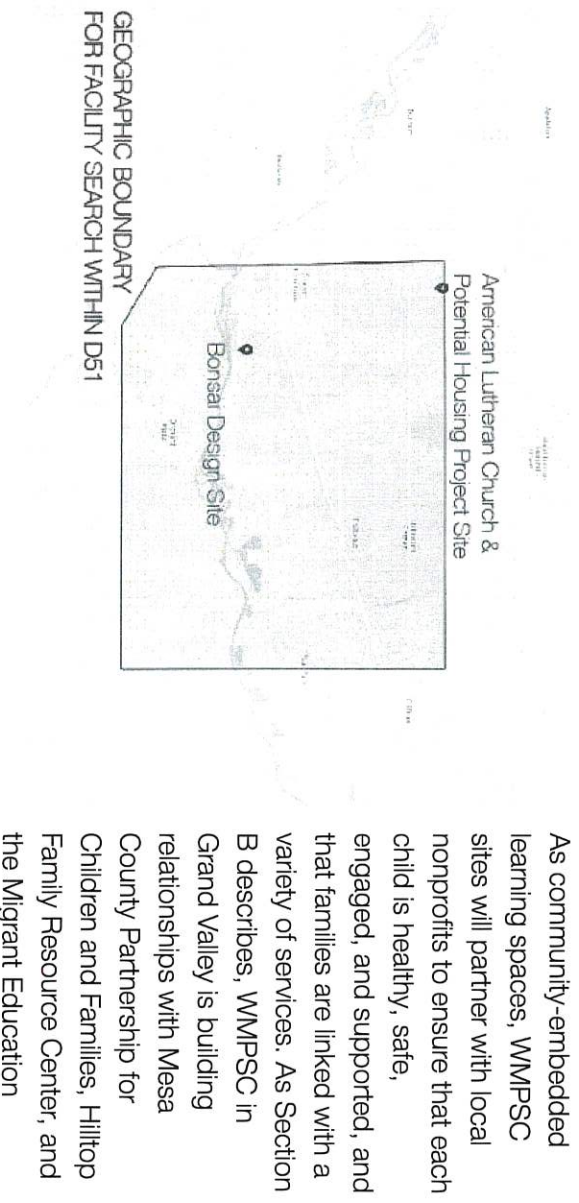 American Lutheran Church &
Potential Housing Project Site
Bonsai Design Site
GEOGRAPHIC BOUNDARY
FOR FACILITY SEARCH WITHIN D51
As community-embedded
learning spaces, WMPSC
sites will partner with local
nonprofits to ensure that each
child is healthy, safe,
engaged, and supported, and
that families are linked with a
variety of services. As Section
B describes, WMPSC in
Grand Valley is building
relationships with Mesa
County Partnership for
Children and Families, Hilltop
Family Resource Center, and
the Migrant Education